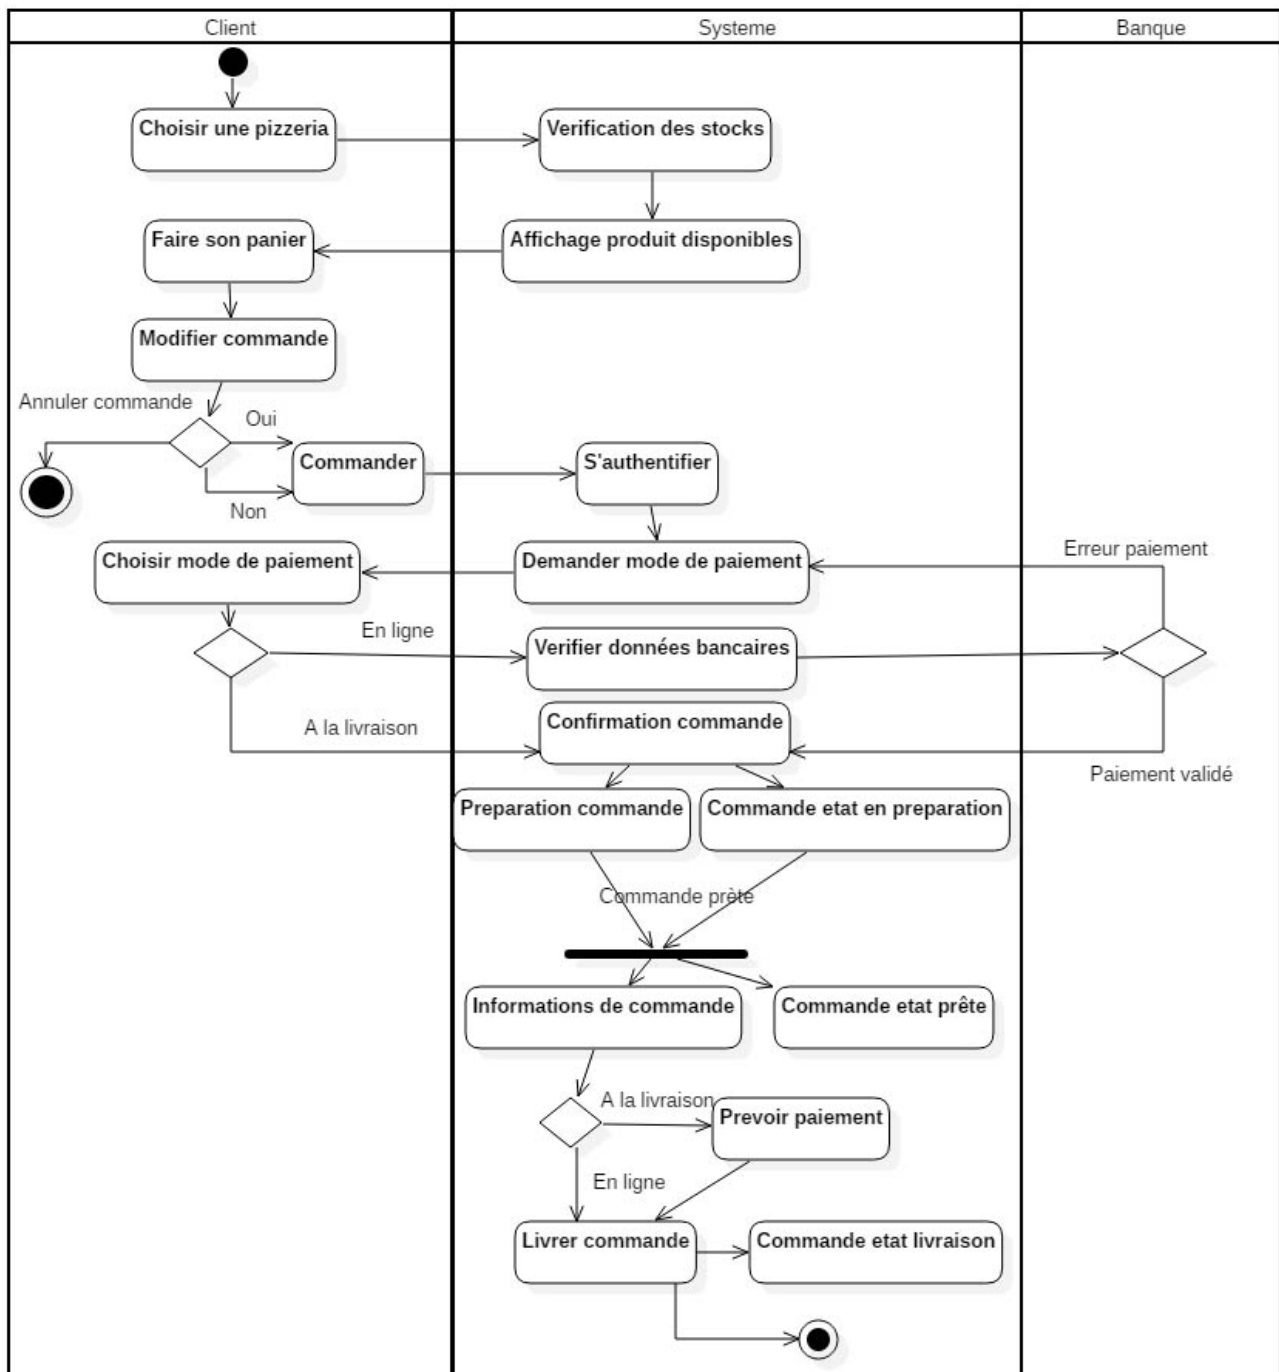 Client
Systeme
Banque
Choisir une pizzeria
Verification des stocks
Faire son panier
Affichage produit disponibles
Modifier commande
Annuler commande
Oui
Commander
S'authentifier
Non
Choisir mode de paiement
Demander mode de paiement
Erreur paiement
En ligne
Verifier données bancaires
A la livraison
Confirmation commande
Paiement validé
Preparation commande
Commande etat en preparation
Commande prète
Informations de commande
Commande etat prête
A la livraison
Prevoir paiement
En ligne
Livrer commande
Commande etat livraison